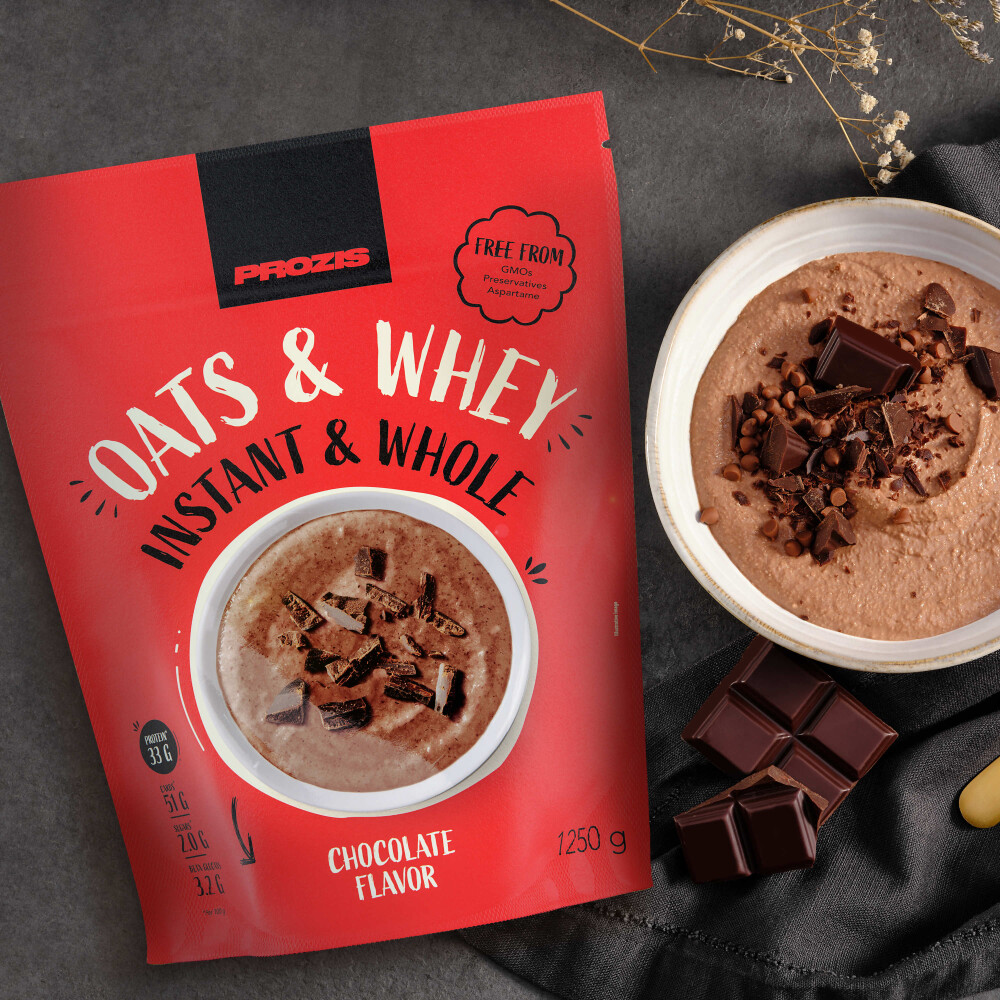 PROZIS
FREE FROM
GMOs
Preservatives
Aspartame
OATS & WHEY
INSTANT & WHOLE
PROTEIN
33 G
51 G
SUGARS
2.0 G
3.2 G
CHOCOLATE
FLAVOR
1250 g